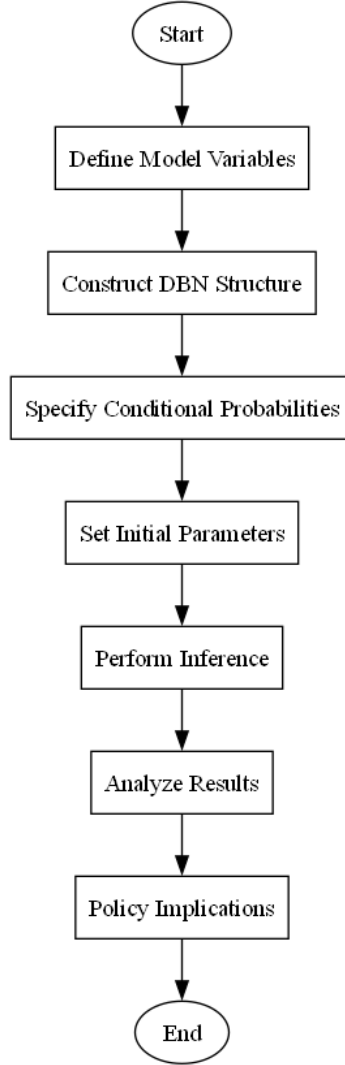 Start
Define Model Variables
Construct DBN Structure
Specify Conditional Probabilities
Set Initial Parameters
Perform Inference
Analyze Results
Policy Implications
End